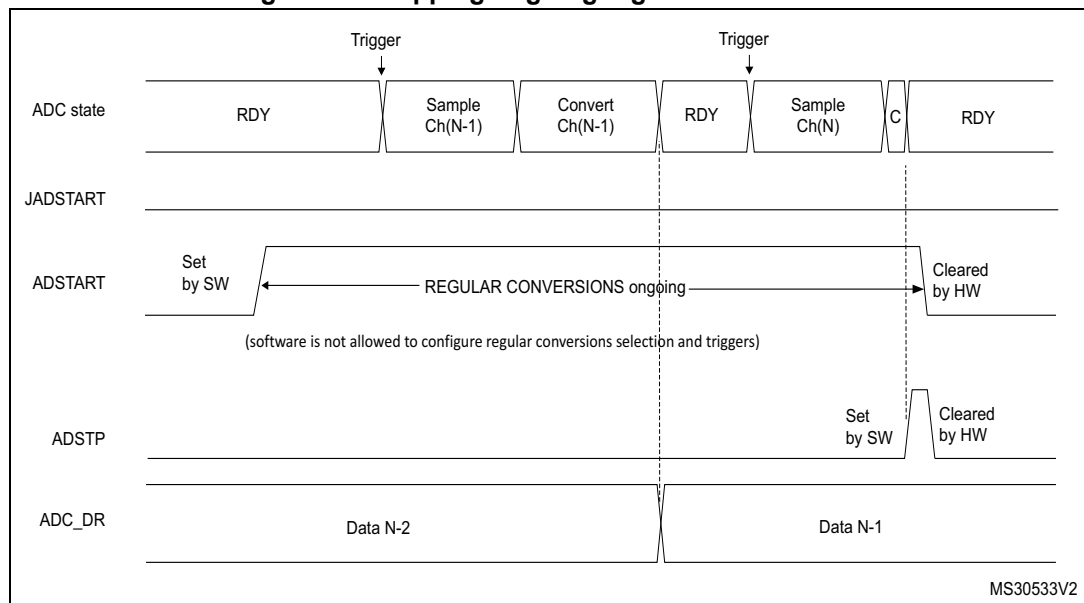 Trigger
Trigger
ADC state
RDY
Sample
Ch(N-1)
Convert
Ch(N-1)
RDY
Sample
Ch(N)
C
RDY
JADSTART
ADSTART
Set
by SW
REGULAR CONVERSIONS ongoing
Cleared
by HW
(software is not allowed to configure regular conversions selection and triggers)
ADSTP
Set
by SW
Cleared
by HW
ADC_DR
Data N-2
Data N-1
MS30533V2